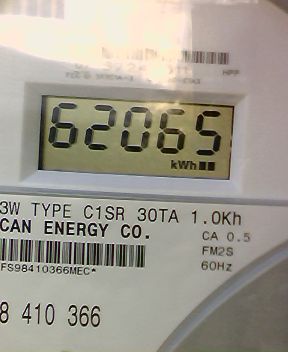 62065
kWh
3W TYPE C1SR 30TA 1.0Kh
CAN ENERGY CO.
CA 0.5
FM2S
60Hz
FS98410366MEC*
8 410 366